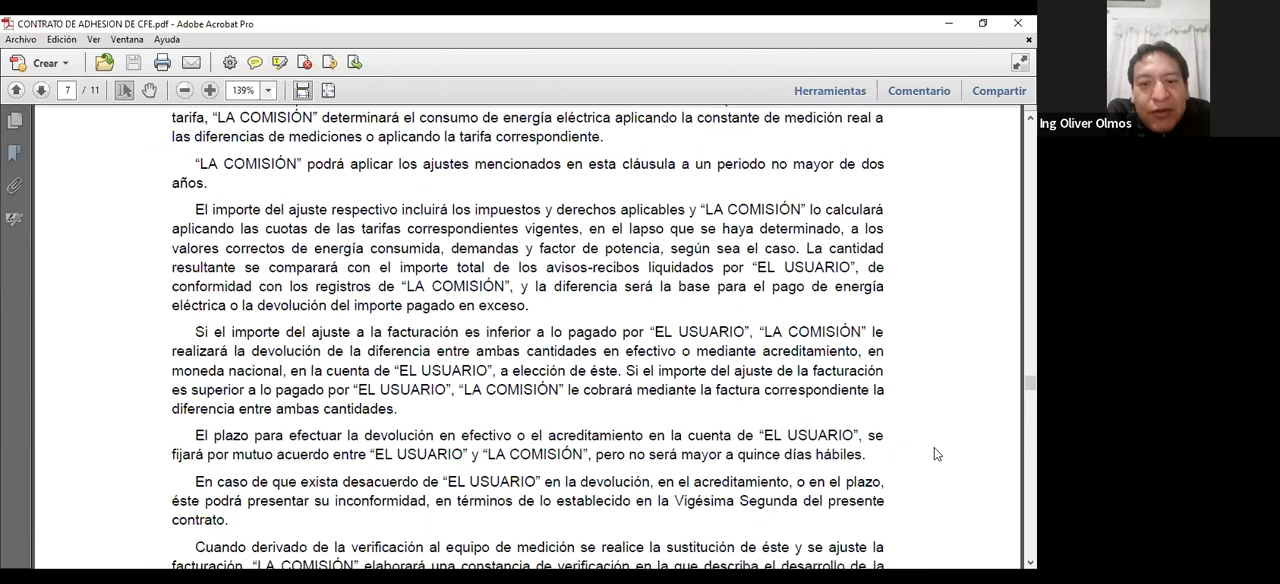 CONTRATO DE ADHESION DE CFE.pdf - Adobe Acrobat Pro
Archivo Edición Ver Ventana Ayuda
Crear
7 / 11 139% Herramientas Comentario Compartir
tarifa, “LA COMISIÓN” determinará el consumo de energía eléctrica aplicando la constante de medición real a
las diferencias de mediciones o aplicando la tarifa correspondiente.
“LA COMISIÓN” podrá aplicar los ajustes mencionados en esta cláusula a un periodo no mayor de dos
años.
El importe del ajuste respectivo incluirá los impuestos y derechos aplicables y “LA COMISIÓN” lo calculará
aplicando las cuotas de las tarifas correspondientes vigentes, en el lapso que se haya determinado, a los
valores correctos de energía consumida, demandas y factor de potencia, según sea el caso. La cantidad
resultante se comparará con el importe total de los avisos-recibos liquidados por “EL USUARIO”, de
conformidad con los registros de “LA COMISIÓN”, y la diferencia será la base para el pago de energía
eléctrica o la devolución del importe pagado en exceso.
Si el importe del ajuste a la facturación es inferior a lo pagado por “EL USUARIO”, “LA COMISIÓN” le
realizará la devolución de la diferencia entre ambas cantidades en efectivo o mediante acreditamiento, en
moneda nacional, en la cuenta de “EL USUARIO”, a elección de éste. Si el importe del ajuste de la facturación
es superior a lo pagado por “EL USUARIO”, “LA COMISIÓN” le cobrará mediante la factura correspondiente la
diferencia entre ambas cantidades.
El plazo para efectuar la devolución en efectivo o el acreditamiento en la cuenta de “EL USUARIO”, se
fijará por mutuo acuerdo entre “EL USUARIO” y “LA COMISIÓN”, pero no será mayor a quince días hábiles.
En caso de que exista desacuerdo de “EL USUARIO” en la devolución, en el acreditamiento, o en el plazo,
éste podrá presentar su inconformidad, en términos de lo establecido en la Vigésima Segunda del presente
contrato.
Cuando derivado de la verificación al equipo de medición se realice la sustitución de éste y se ajuste la
facturación, “LA COMISIÓN” elaborará una constancia de verificación en la que describa el desarrollo de la
Ing Oliver Olmos